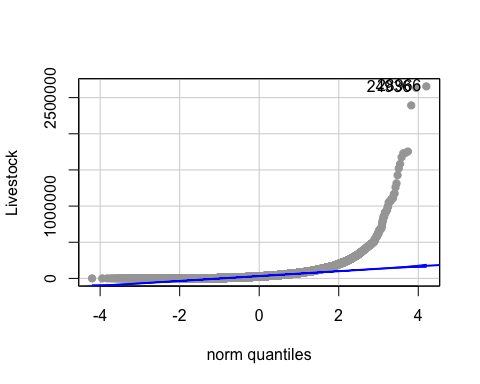 2500000
1000000
0
Livestock
-4 -2 0 2 4
norm quantiles